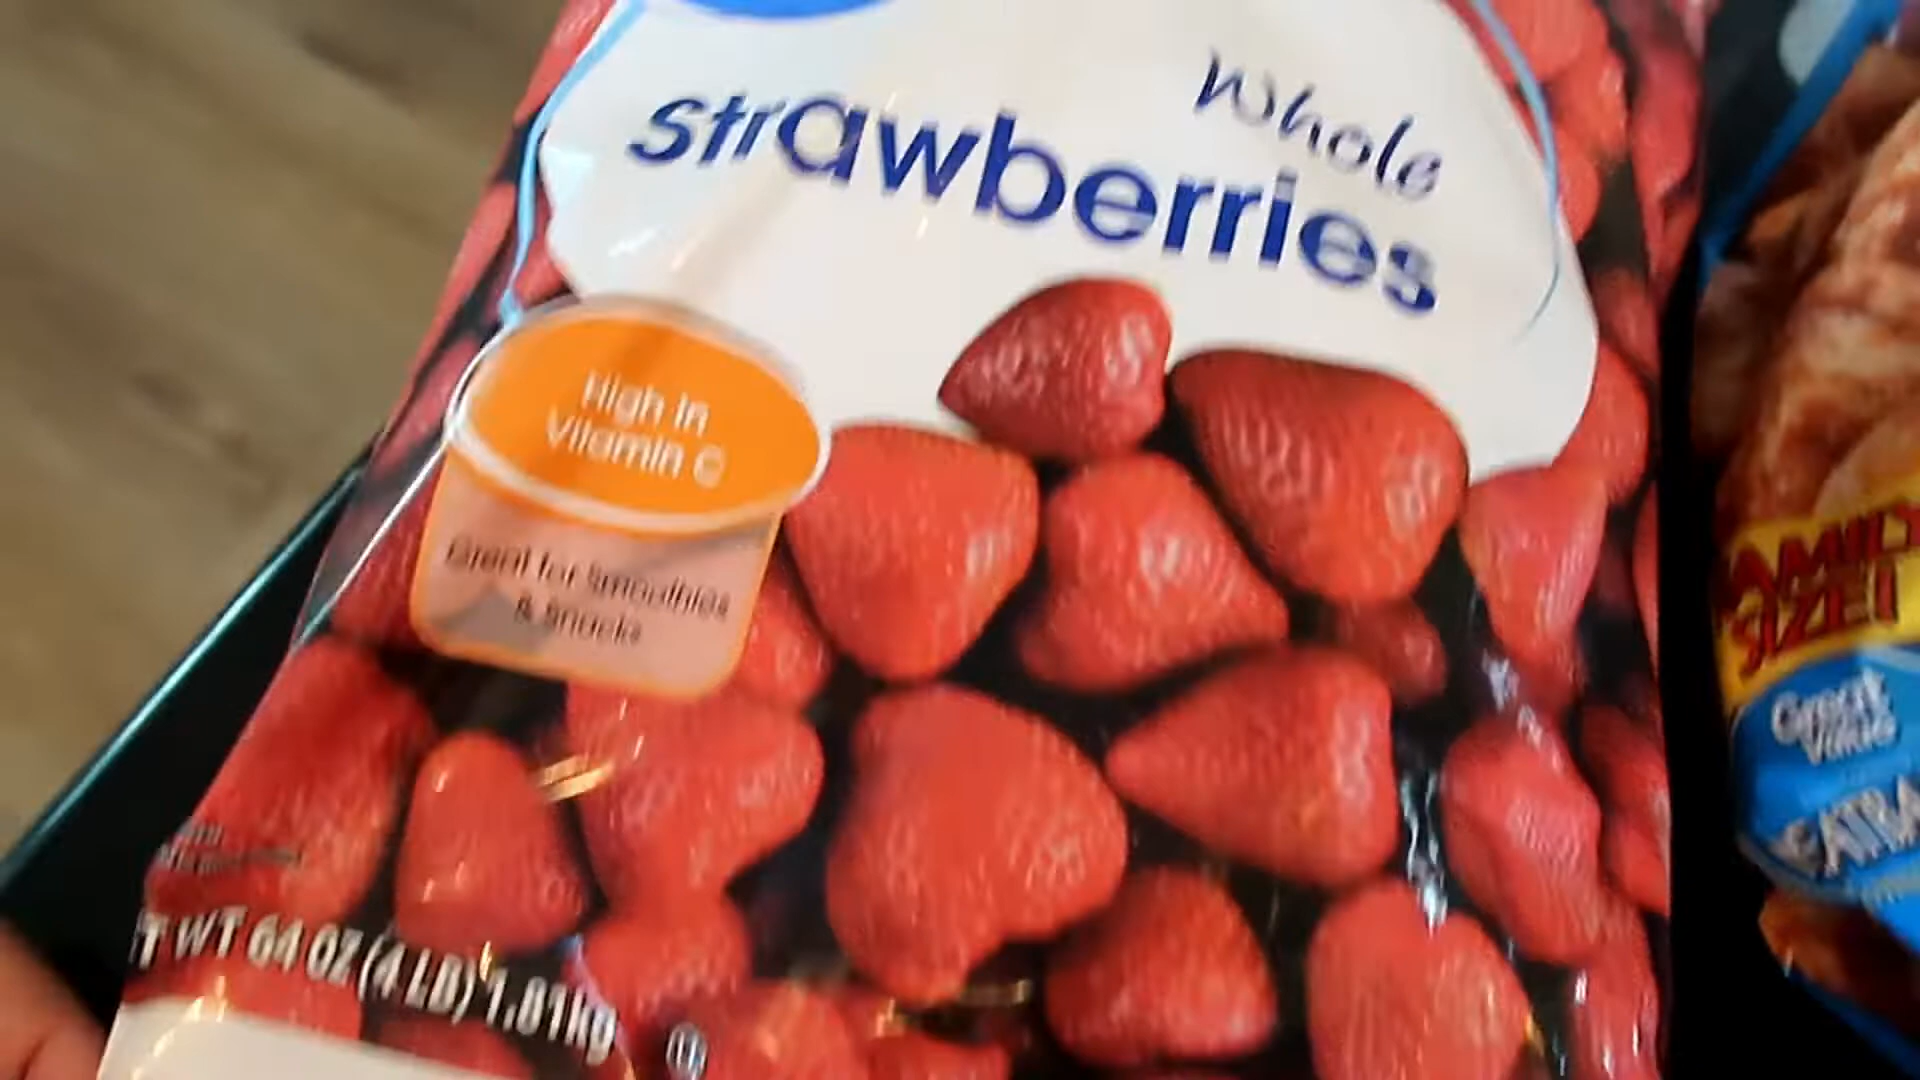 Whole
strawberries
High in
Vitamin C
Great for Smoothies
& Snacks
T WT 64 OZ (4 LB) 1.81kg
FAMILY
SIZE!
Great
Value